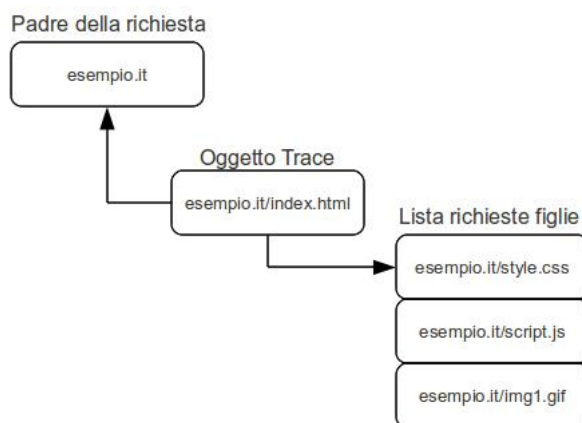 Padre della richiesta
esempio.it
Oggetto Trace
esempio.it/index.html
Lista richieste figlie
esempio.it/style.css
esempio.it/script.js
esempio.it/img1.gif